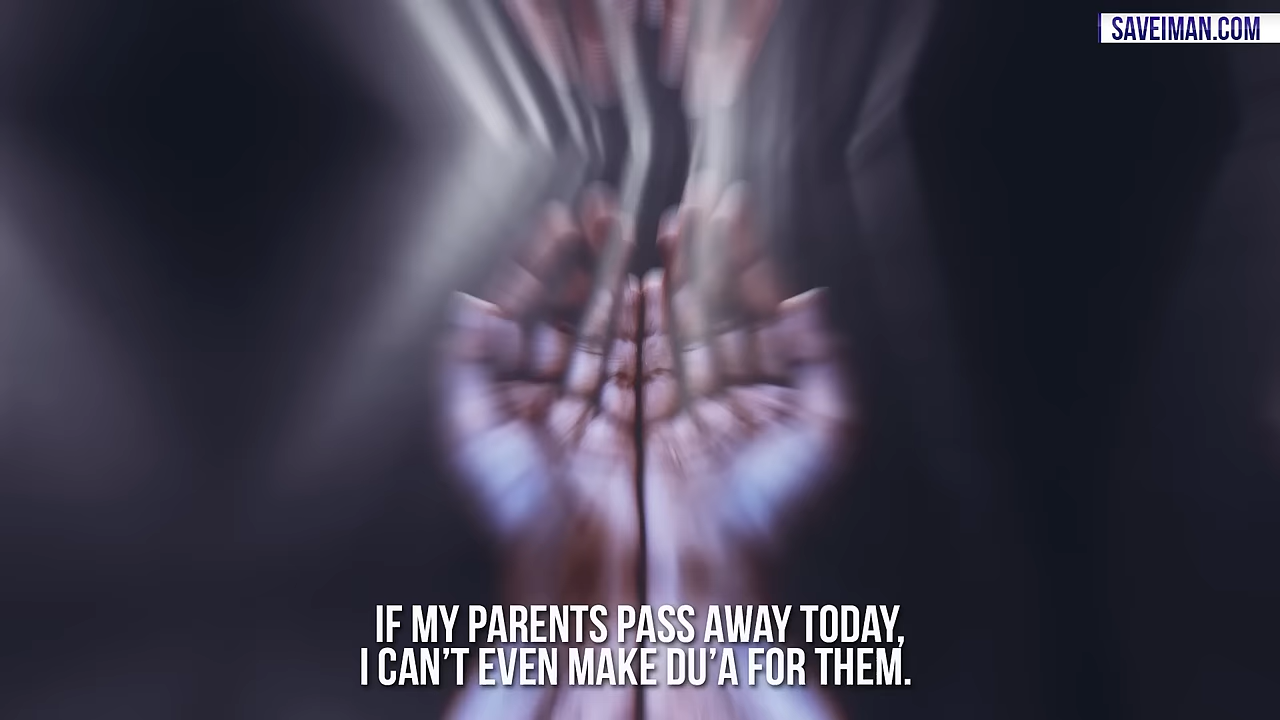 SAVEIMAN.COM
IF MY PARENTS PASS AWAY TODAY,
I CAN'T EVEN MAKE DU'A FOR THEM.